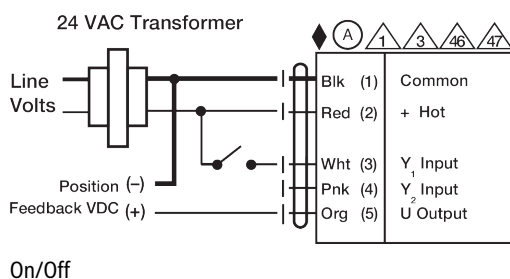 24 VAC Transformer
A 1 3 46 47
Line
Volts
Blk (1) Common
Red (2) + Hot
Wht (3) Y1 Input
Pnk (4) Y2 Input
Org (5) U Output
Position (–)
Feedback VDC (+)
On/Off